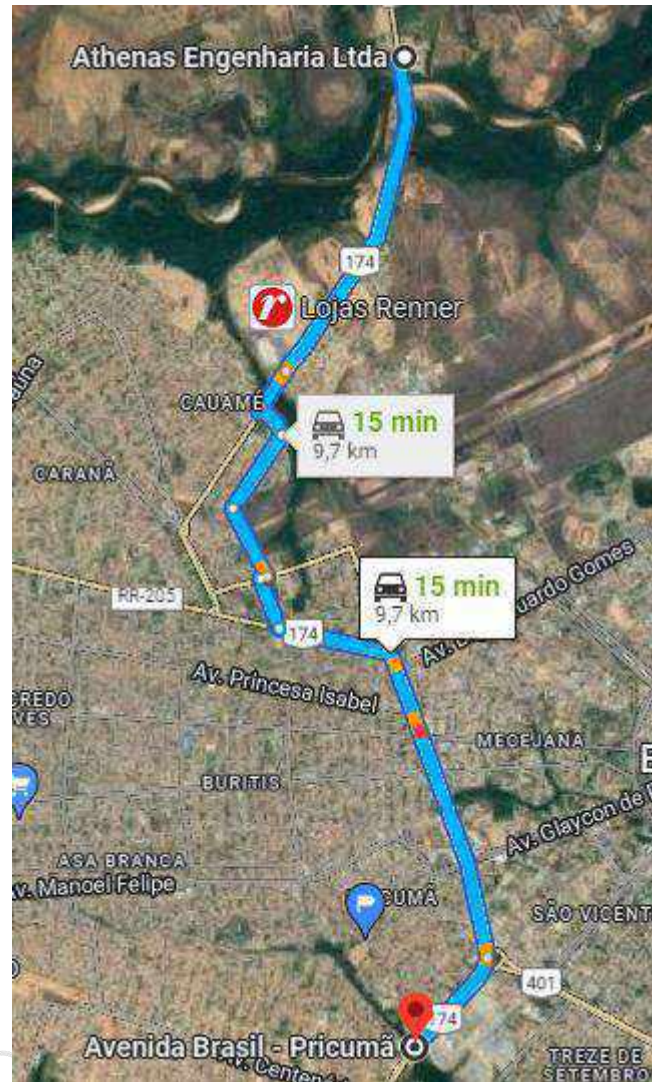 Athenas Engenharia Ltda
174
Lojas Renner
CAUAMÉ
15 min
9,7 km
CARANÃ
RR-205
15 min
9,7 km
174
Av. Princesa Isabel
MECEJANA
BURITIS
Av. Glaycon de
ASA BRANCA
Av. Manoel Felipe
SÃO VICENT
401
Avenida Brasil - Pricumã
TREZE DE
SETEMBRO